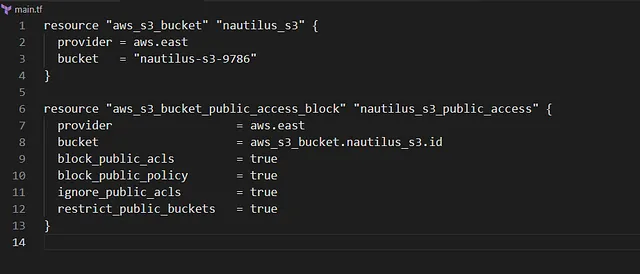 main.tf
1 resource "aws_s3_bucket" "nautilus_s3" {
2   provider = aws.east
3   bucket   = "nautilus-s3-9786"
4 }
5
6 resource "aws_s3_bucket_public_access_block" "nautilus_s3_public_access" {
7   provider                = aws.east
8   bucket                  = aws_s3_bucket.nautilus_s3.id
9   block_public_acls       = true
10   block_public_policy     = true
11   ignore_public_acls      = true
12   restrict_public_buckets = true
13 }
14